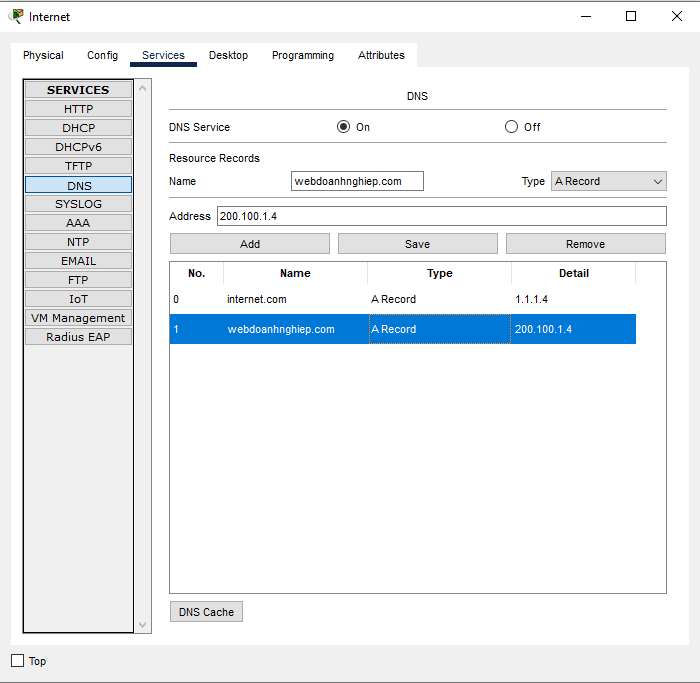 Internet
Physical Config Services Desktop Programming Attributes
SERVICES
HTTP
DHCP
DHCPv6
TFTP
DNS
SYSLOG
AAA
NTP
EMAIL
FTP
IoT
VM Management
Radius EAP
DNS
DNS Service On Off
Resource Records
Name webdoanhnghiep.com Type A Record
Address 200.100.1.4
Add Save Remove
No. Name Type Detail
0 internet.com A Record 1.1.1.4
1 webdoanhnghiep.com A Record 200.100.1.4
DNS Cache
Top